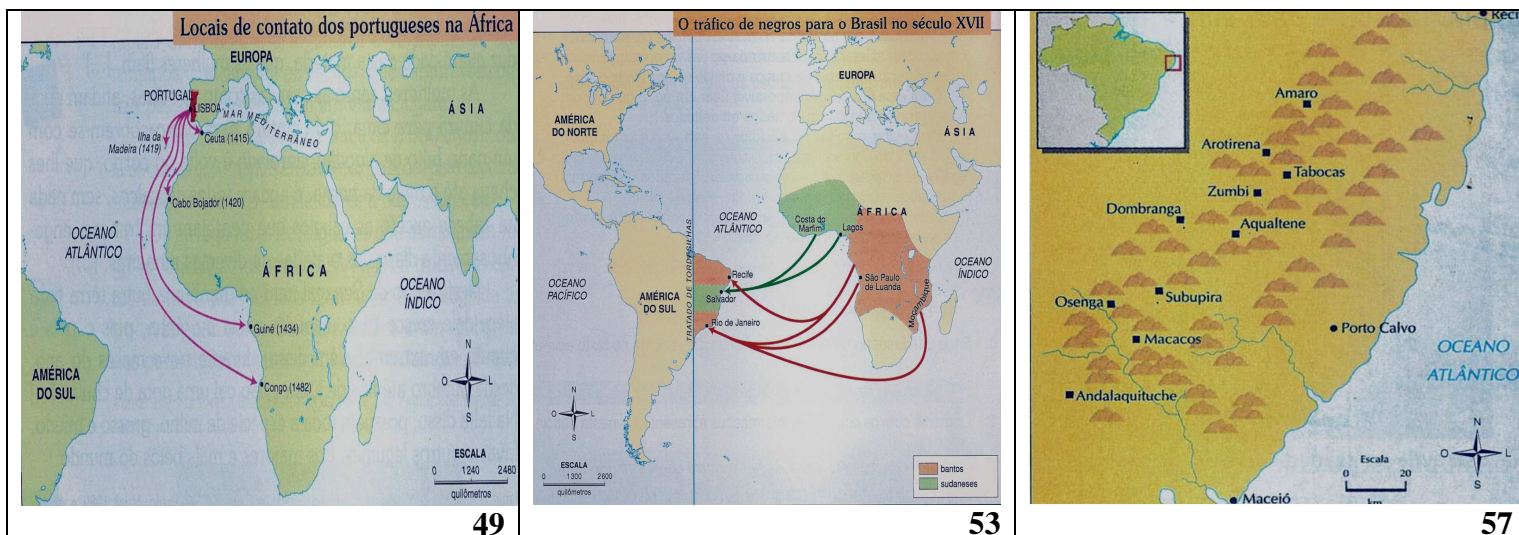 Locais de contato dos portugueses na África
EUROPA
PORTUGAL
LISBOA
MAR MEDITERRÂNEO
ÁSIA
Ilha da
Madeira (1419)
Ceuta (1415)
Cabo Bojador (1420)
OCEANO
ATLÂNTICO
ÁFRICA
OCEANO
ÍNDICO
Guiné (1434)
Congo (1482)
AMÉRICA
DO SUL
N
O
L
S
ESCALA
0 1240 2480
quilômetros
49
O tráfico de negros para o Brasil no século XVII
EUROPA
AMÉRICA
DO NORTE
ÁSIA
OCEANO
ATLÂNTICO
Costa do
Marfim
Lagos
ÁFRICA
TRATADO DE TORDESILHAS
OCEANO
PACÍFICO
AMÉRICA
DO SUL
Recife
Salvador
Rio de Janeiro
São Paulo
de Luanda
Moçambique
OCEANO
ÍNDICO
N
O
L
S
ESCALA
0 1300 2600
quilômetros
bantos
sudaneses
53
Reci
Amaro
Arotirena
Tabocas
Zumbi
Dombranga
Aqualtene
Osenga
Subupira
Macacos
Porto Calvo
Andalaquituche
OCEANO
ATLÂNTICO
Maceió
Escala
0 20
km
N
O
L
S
57